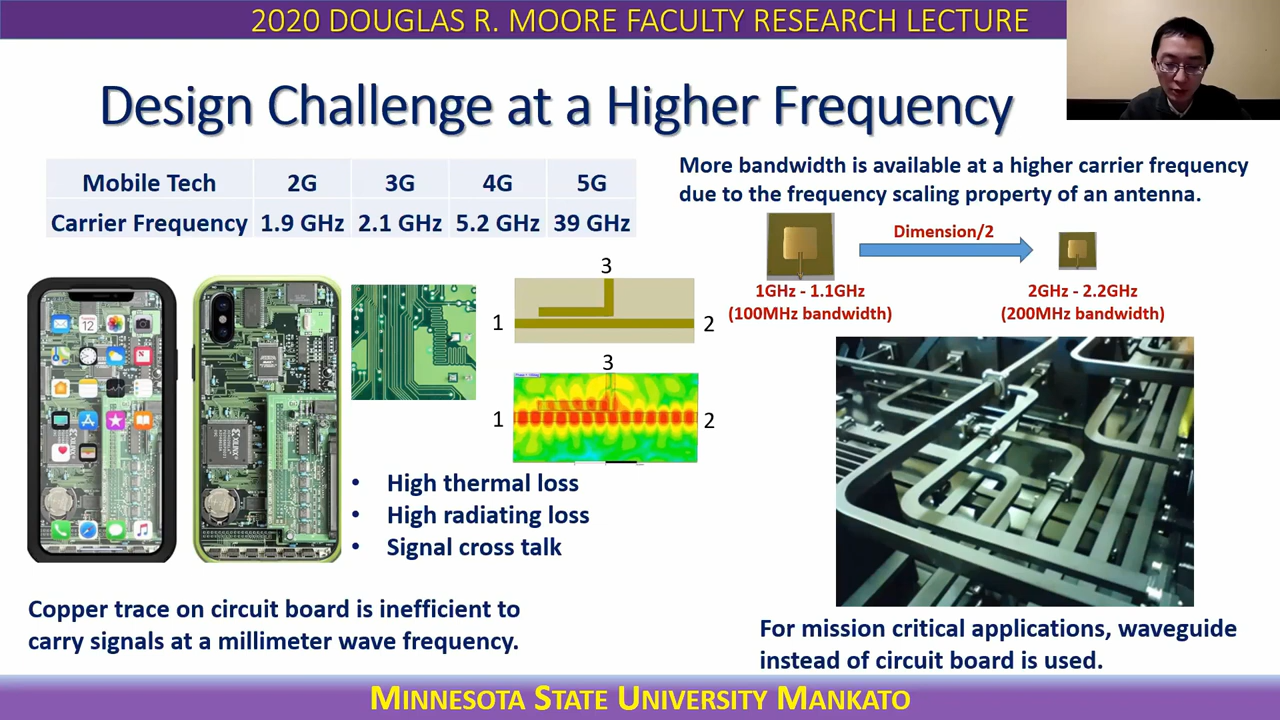 2020 DOUGLAS R. MOORE FACULTY RESEARCH LECTURE
Design Challenge at a Higher Frequency
Mobile Tech 2G 3G 4G 5G
Carrier Frequency 1.9 GHz 2.1 GHz 5.2 GHz 39 GHz
More bandwidth is available at a higher carrier frequency
due to the frequency scaling property of an antenna.
Dimension/2
1GHz - 1.1GHz
(100MHz bandwidth)
2GHz - 2.2GHz
(200MHz bandwidth)
3
1
2
3
1
2
12
XILINX
• High thermal loss
• High radiating loss
• Signal cross talk
Copper trace on circuit board is inefficient to
carry signals at a millimeter wave frequency.
For mission critical applications, waveguide
instead of circuit board is used.
MINNESOTA STATE UNIVERSITY MANKATO